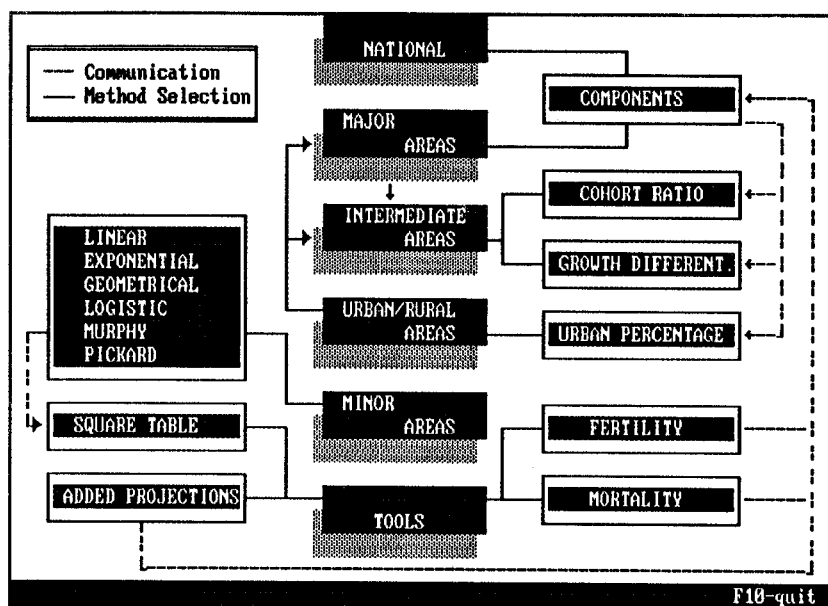 Communication
Method Selection
NATIONAL
COMPONENTS
MAJOR
AREAS
COHORT RATIO
INTERMEDIATE
AREAS
GROWTH DIFFERENT.
LINEAR
EXPONENTIAL
GEOMETRICAL
LOGISTIC
MURPHY
PICKARD
URBAN/RURAL
AREAS
URBAN PERCENTAGE
MINOR
AREAS
SQUARE TABLE
FERTILITY
ADDED PROJECTIONS
TOOLS
MORTALITY
F10-quit